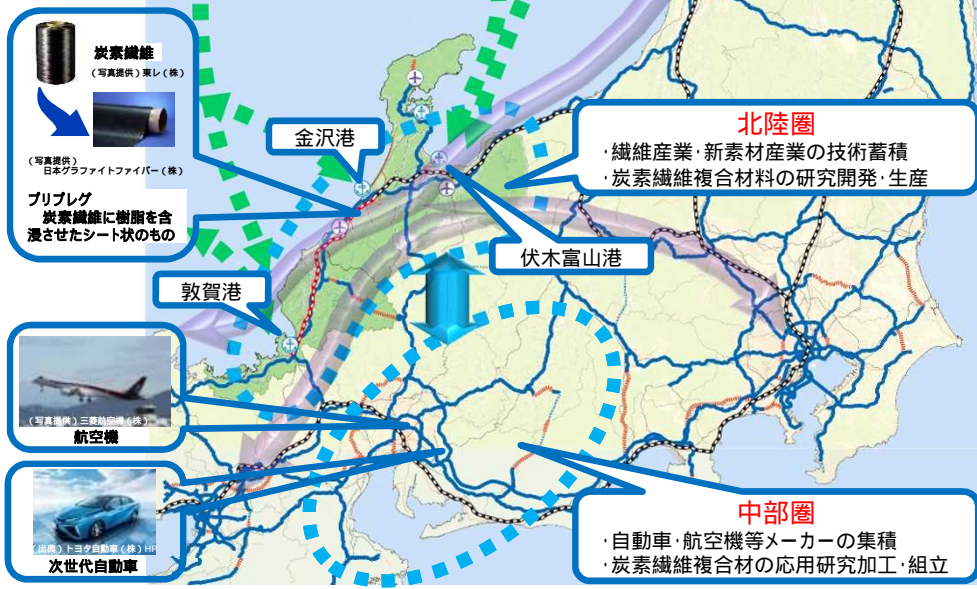 炭素繊維
(写真提供)東レ(株)
(写真提供)
日本グラファイトファイバー(株)
プリプレグ
炭素繊維に樹脂を含
浸させたシート状のもの
金沢港
北陸圏
・繊維産業・新素材産業の技術蓄積
・炭素繊維複合材料の研究開発・生産
伏木富山港
敦賀港
(写真提供)三菱航空機(株)
航空機
(出典)トヨタ自動車(株)HP
次世代自動車
中部圏
・自動車・航空機等メーカーの集積
・炭素繊維複合材の応用研究加工・組立